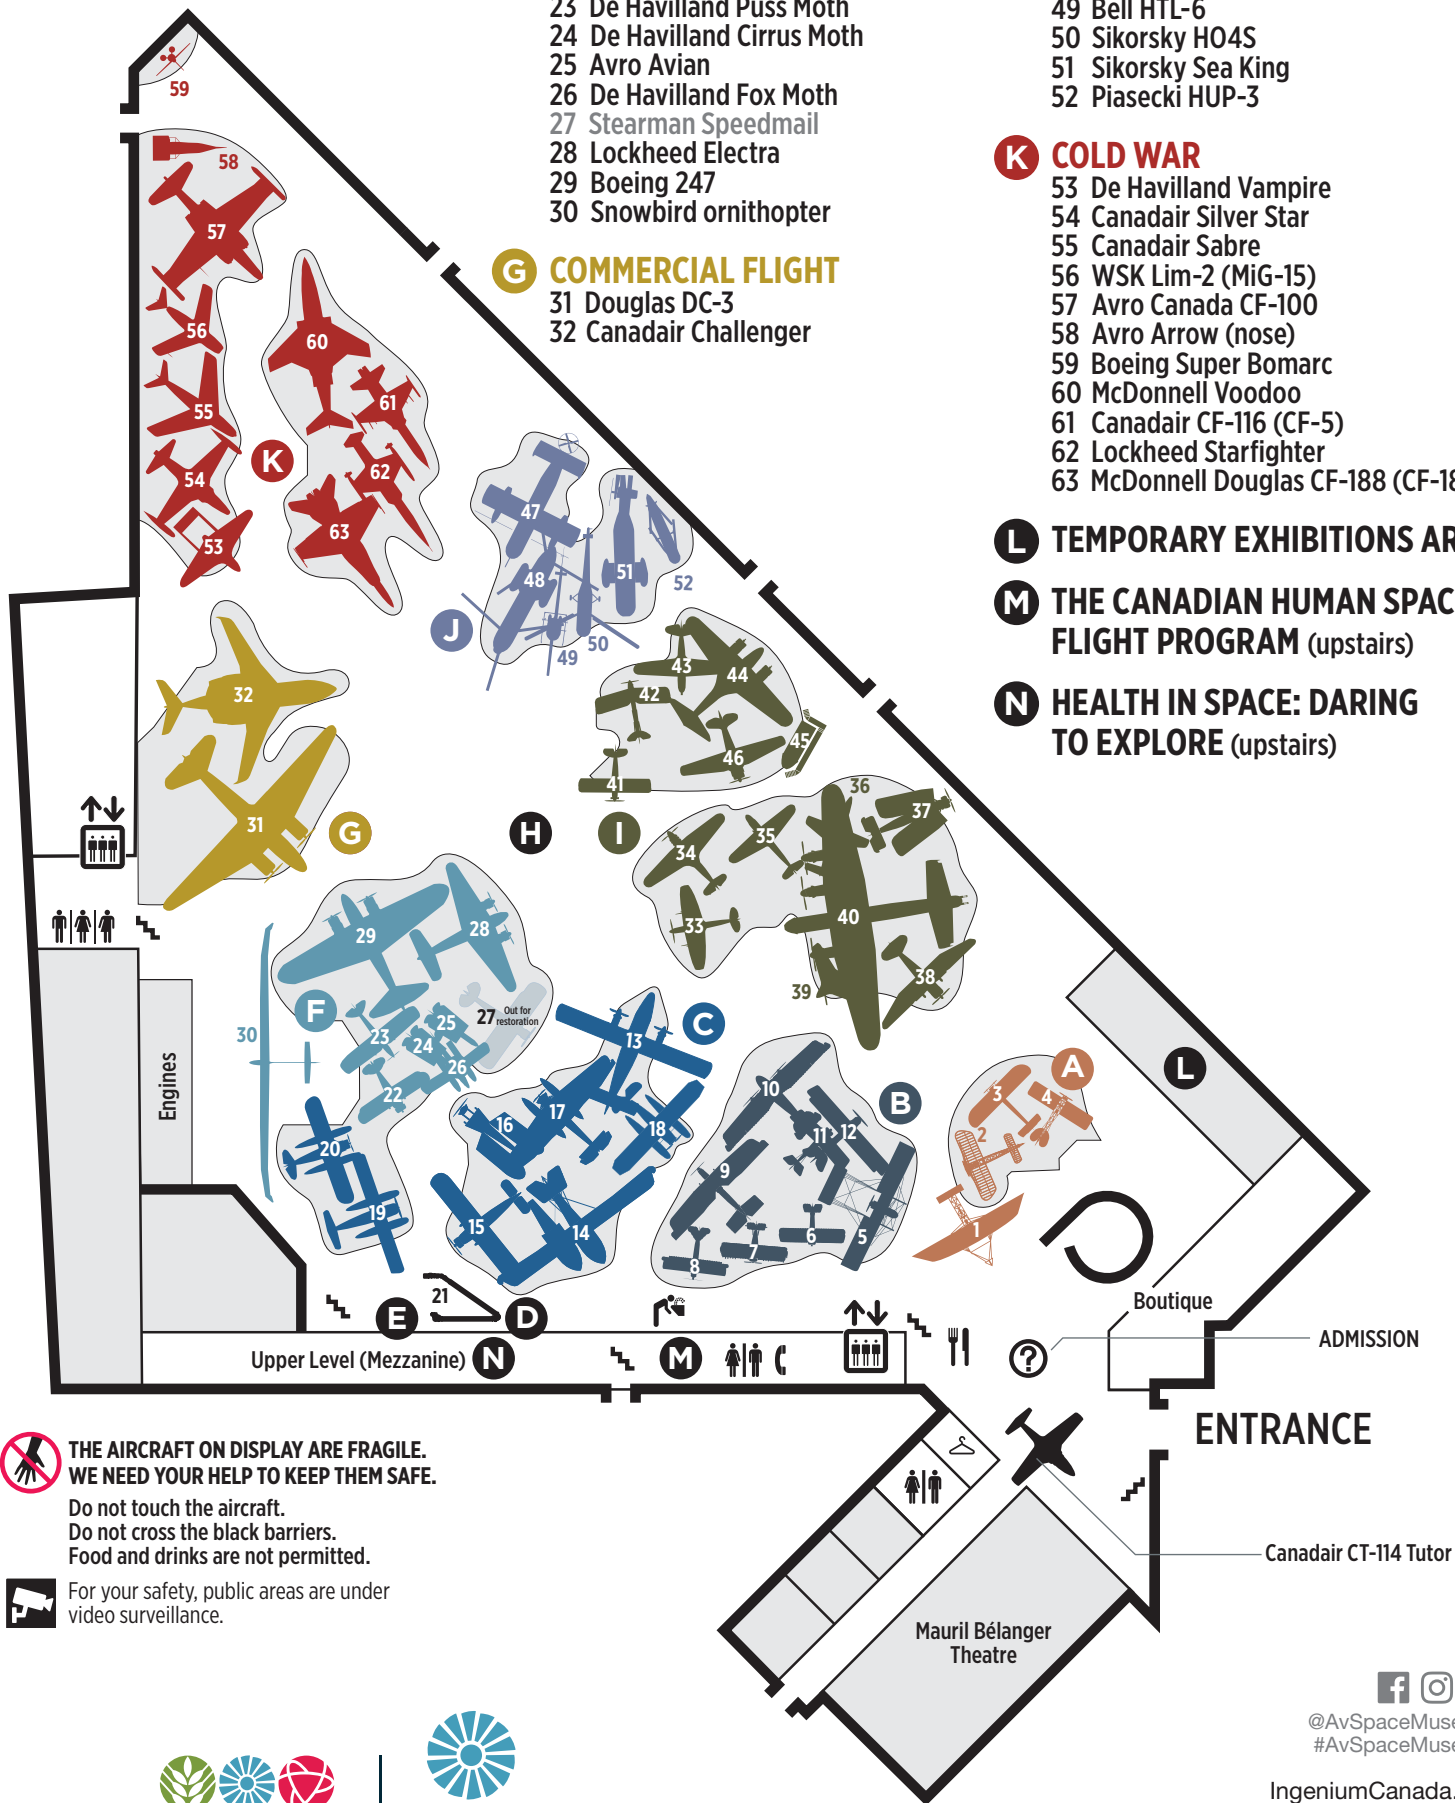 23 De Havilland Puss Moth
24 De Havilland Cirrus Moth
25 Avro Avian
26 De Havilland Fox Moth
27 Stearman Speedmail
28 Lockheed Electra
29 Boeing 247
30 Snowbird ornithopter
G COMMERCIAL FLIGHT
31 Douglas DC-3
32 Canadair Challenger
49 Bell HTL-6
50 Sikorsky HO4S
51 Sikorsky Sea King
52 Piasecki HUP-3
K COLD WAR
53 De Havilland Vampire
54 Canadair Silver Star
55 Canadair Sabre
56 WSK Lim-2 (MiG-15)
57 Avro Canada CF-100
58 Avro Arrow (nose)
59 Boeing Super Bomarc
60 McDonnell Voodoo
61 Canadair CF-116 (CF-5)
62 Lockheed Starfighter
63 McDonnell Douglas CF-188 (CF-18
L TEMPORARY EXHIBITIONS AR
M THE CANADIAN HUMAN SPAC
FLIGHT PROGRAM (upstairs)
N HEALTH IN SPACE: DARING
TO EXPLORE (upstairs)
59
58
57
56
55
54
53
K
60
61
62
63
47
48
51
52
50
49
J
32
31
G
H
I
43
44
42
45
46
41
36
37
35
34
33
40
39
38
29
28
F
30
23
25
24
26
22
27
Out for
restoration
C
13
17
16
18
15
14
20
19
10
11 › 12
9
8
7
6
5
B
A
3
4
2
1
L
Engines
21
E
D
Upper Level (Mezzanine)
N
M
?
Boutique
ADMISSION
ENTRANCE
Canadair CT-114 Tutor
Mauril Bélanger
Theatre
THE AIRCRAFT ON DISPLAY ARE FRAGILE.
WE NEED YOUR HELP TO KEEP THEM SAFE.
Do not touch the aircraft.
Do not cross the black barriers.
Food and drinks are not permitted.
For your safety, public areas are under
video surveillance.
@AvSpaceMuse
#AvSpaceMuse
IngeniumCanada.